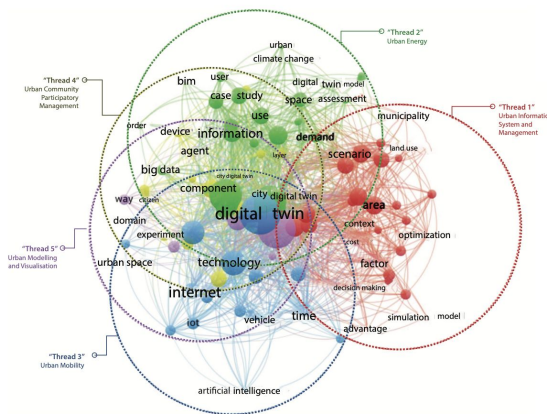 "Thread 2"
Urban Energy
urban
climate change
"Thread 4"
Urban Community
Participatory
Management
bim
user
case study
digital twin model
space assessment
use
"Thread 1"
Urban Informatic
System and
Management
municipality
order
device
information
demand
land use
agent
layer
scenario
big data
city digital twin
component
city digital twin
way
citizen
area
digital twin
domain
context
experiment
cost
optimization
"Thread 5"
Urban Modelling
and Visualisation
urban space
technology
factor
decision making
internet
iot
vehicle
time
simulation model
advantage
"Thread 3"
Urban Mobility
artificial intelligence